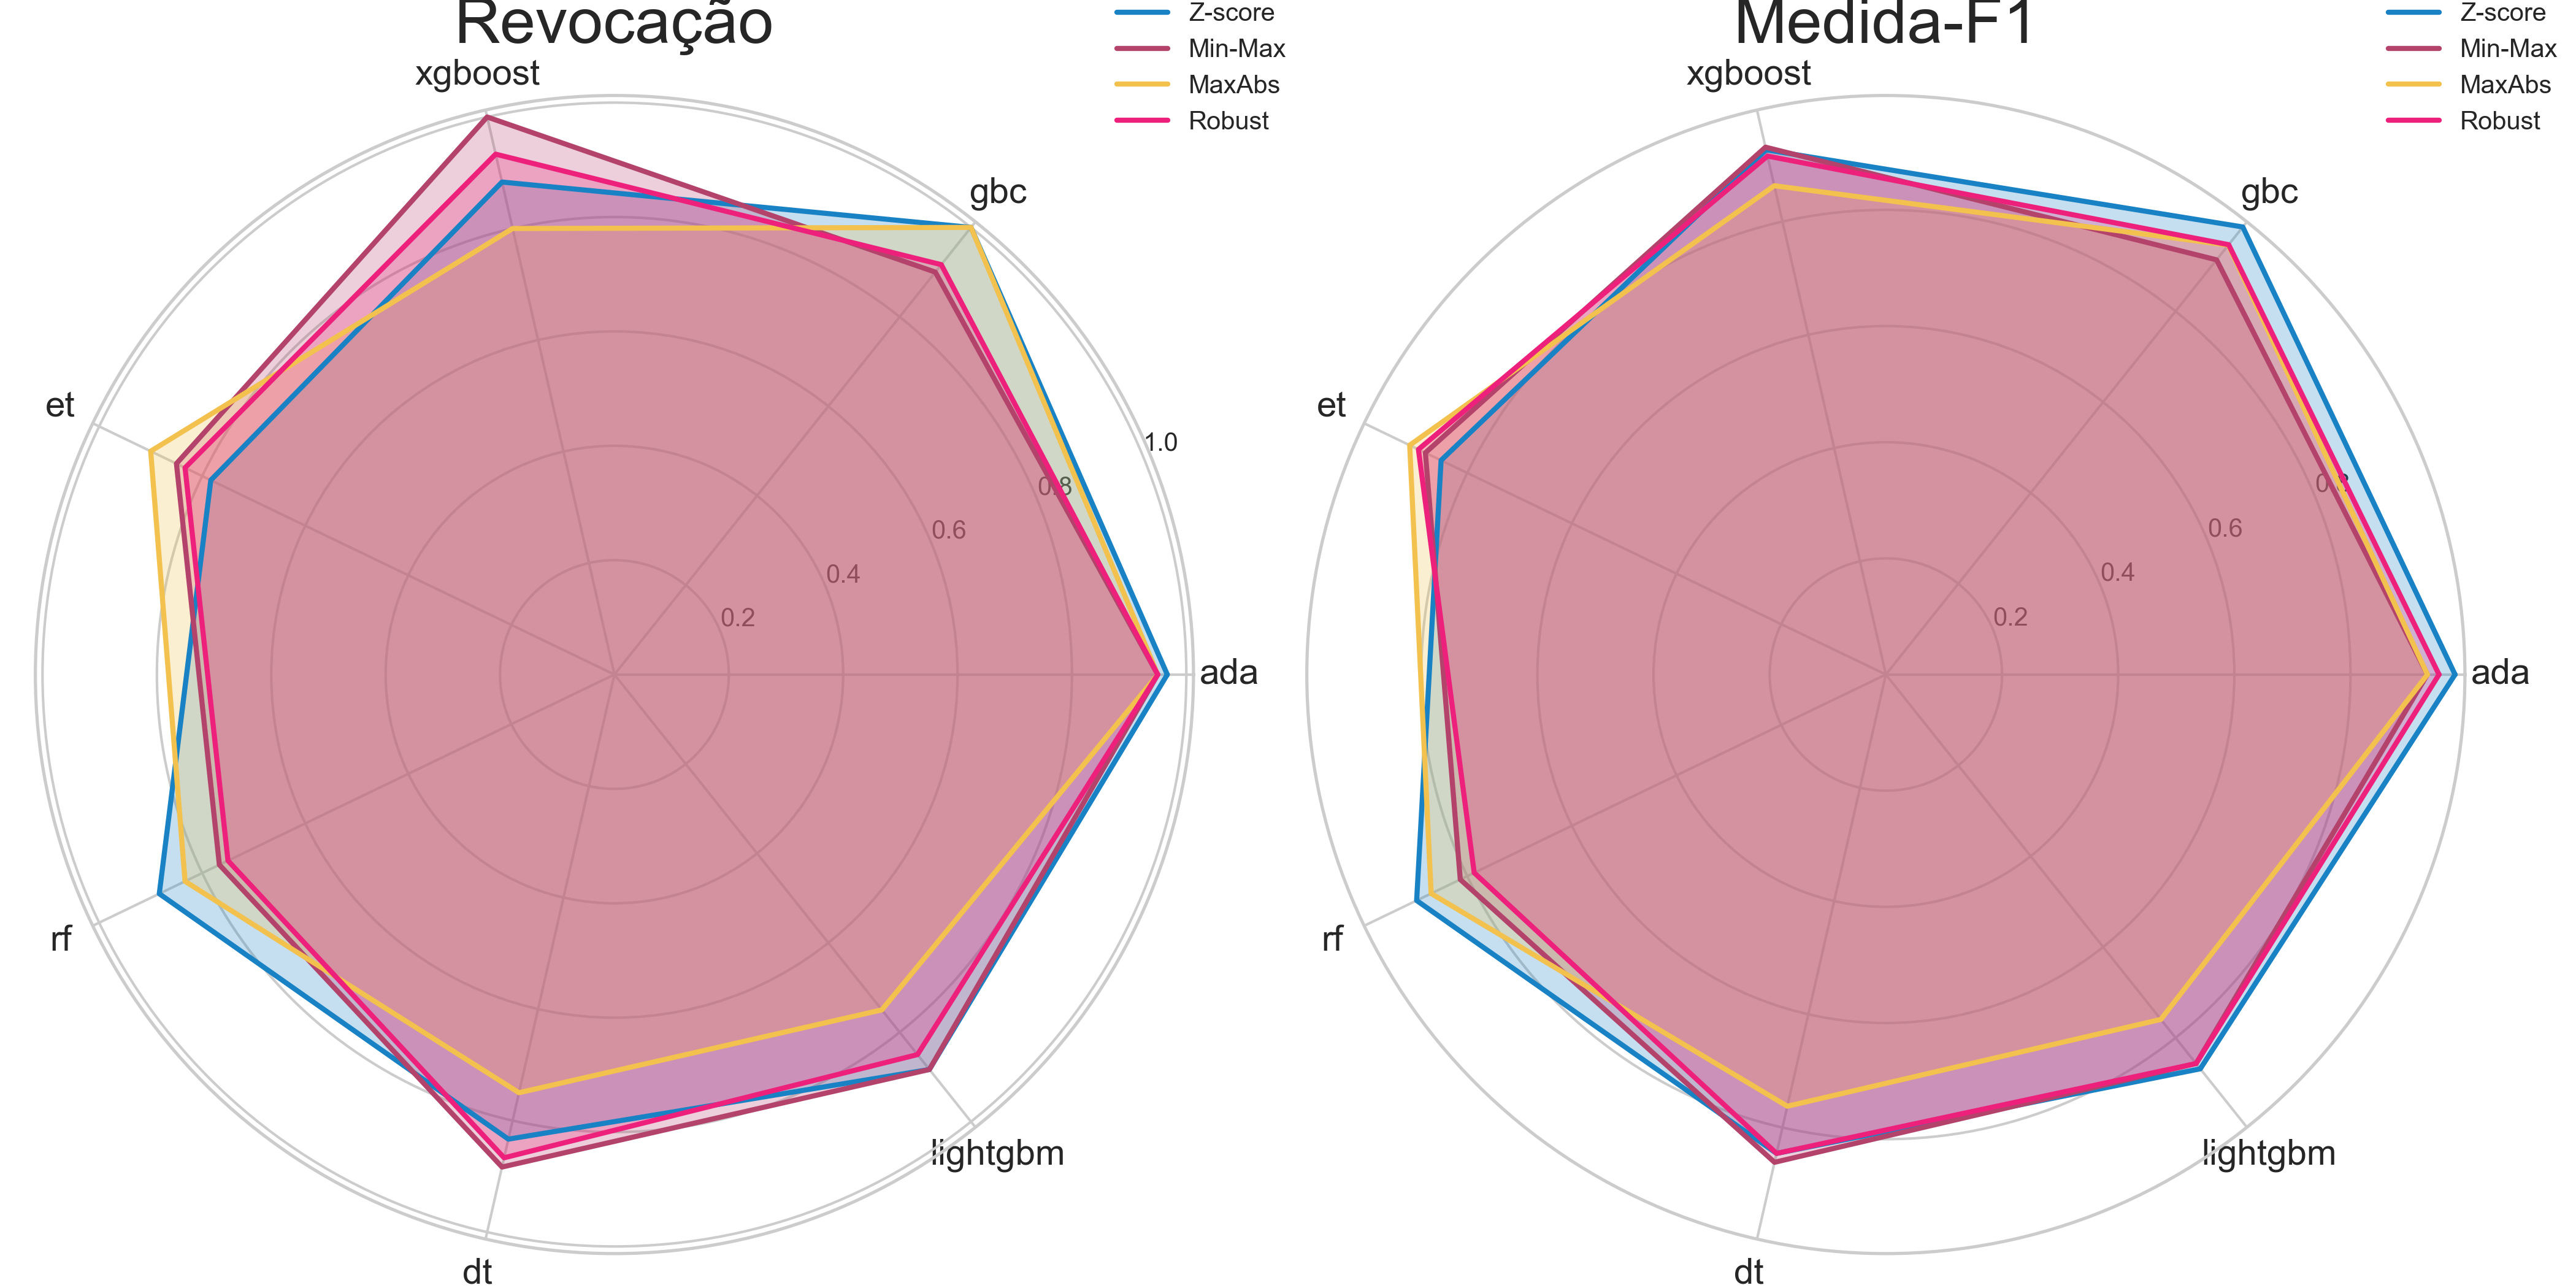 Revocação
Z-score
Min-Max
MaxAbs
Robust
xgboost
gbc
et
1.0
0.8
0.6
0.4
0.2
ada
rf
lightgbm
dt
Medida-F1
Z-score
Min-Max
MaxAbs
Robust
xgboost
gbc
et
0.6
0.4
0.2
ada
rf
lightgbm
dt